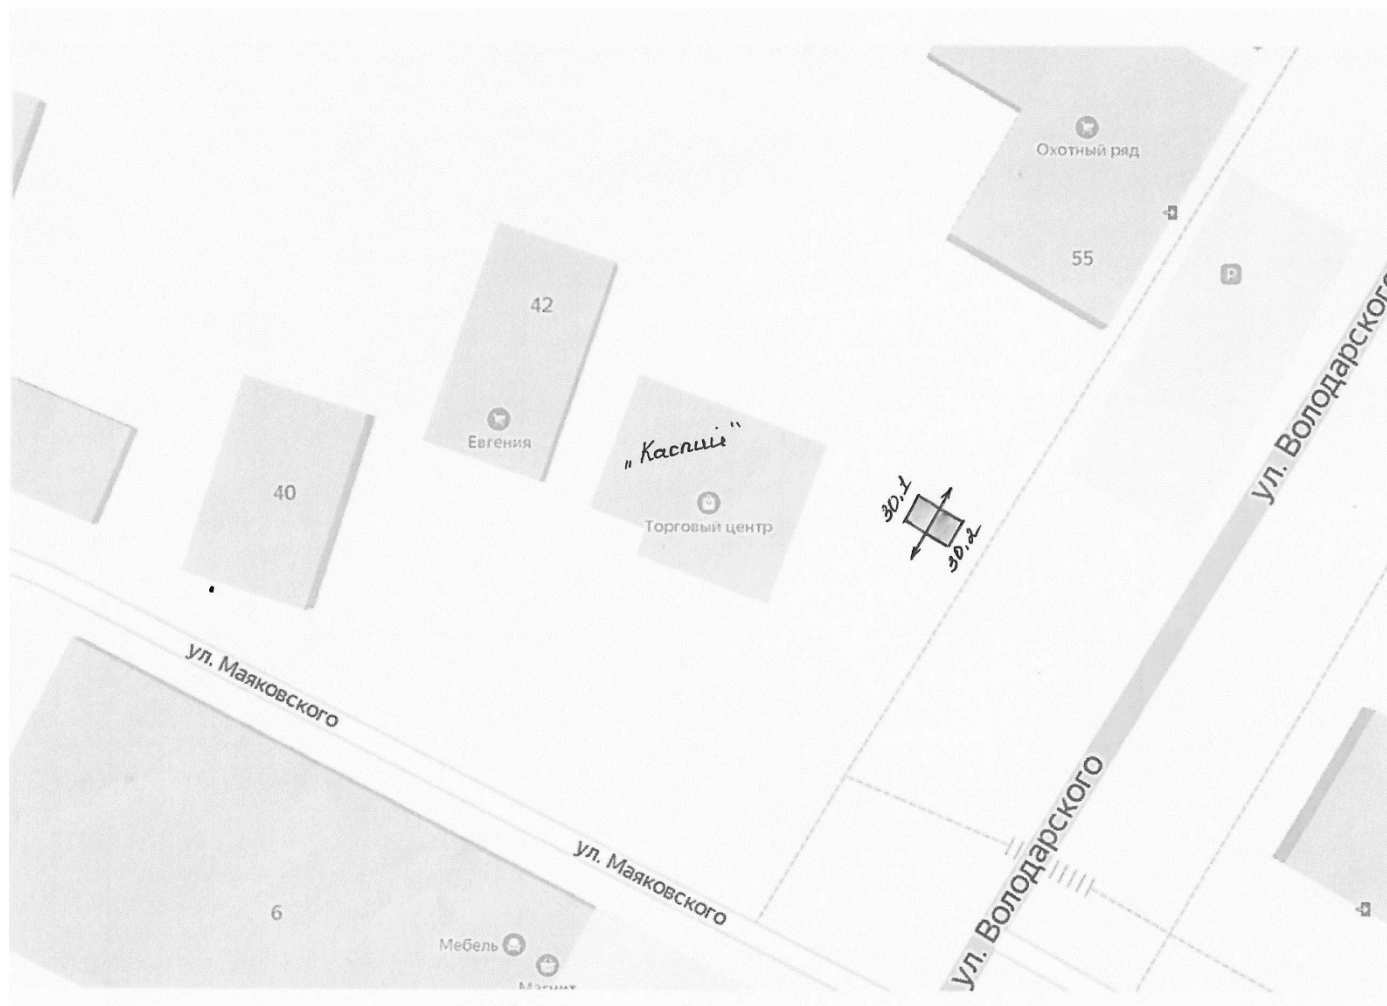 Охотный ряд
55
P
42
Евгения
„Каспий“
Торговый центр
40
30.1
30.2
ул. Володарского
ул. Маяковского
ул. Маяковского
ул. Володарского
6
Мебель
Магнит